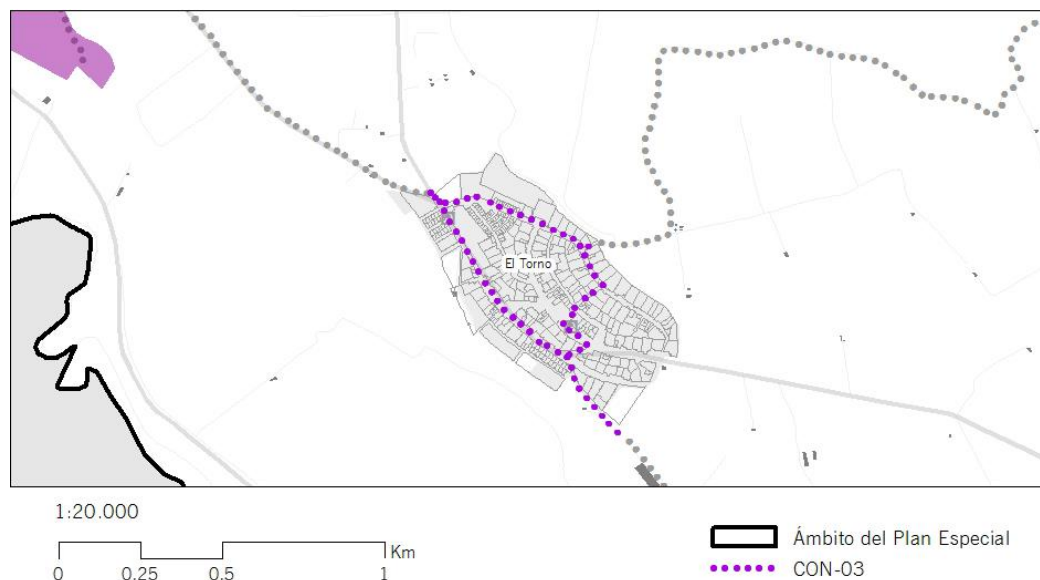 El Torno
1:20.000
Km
0 0.25 0.5 1
Ámbito del Plan Especial
CON-03